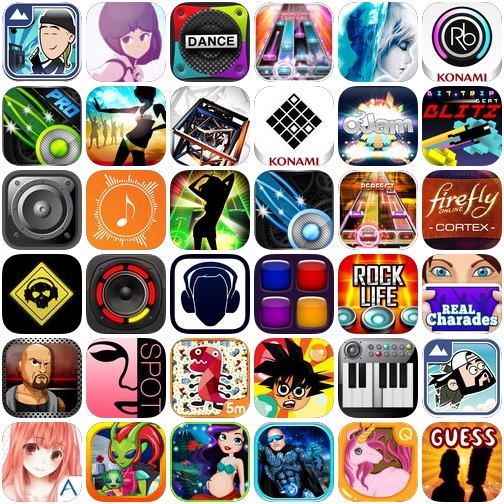 DANCE
Rb
KONAMI
PRO
KONAMI
O2Jam
BIT.TRIP
BEAT
BLITZ
PERFECT
firefly
ONLINE
- CORTEX -
ROCK
LIFE
REAL
Charades
SPOT
5m
A
Q
GUESS